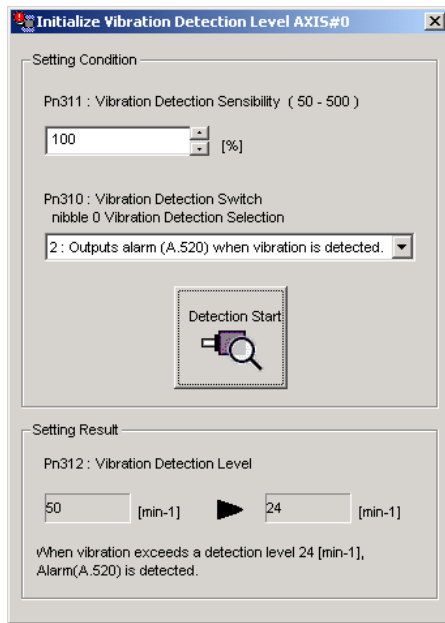 Initialize Vibration Detection Level AXIS#0
Setting Condition
Pn311 : Vibration Detection Sensibility ( 50 - 500 )
100 [%]
Pn310 : Vibration Detection Switch
nibble 0 Vibration Detection Selection
2 : Outputs alarm (A.520) when vibration is detected.
Detection Start
Setting Result
Pn312 : Vibration Detection Level
50 [min-1] 24 [min-1]
When vibration exceeds a detection level 24 [min-1],
Alarm(A.520) is detected.